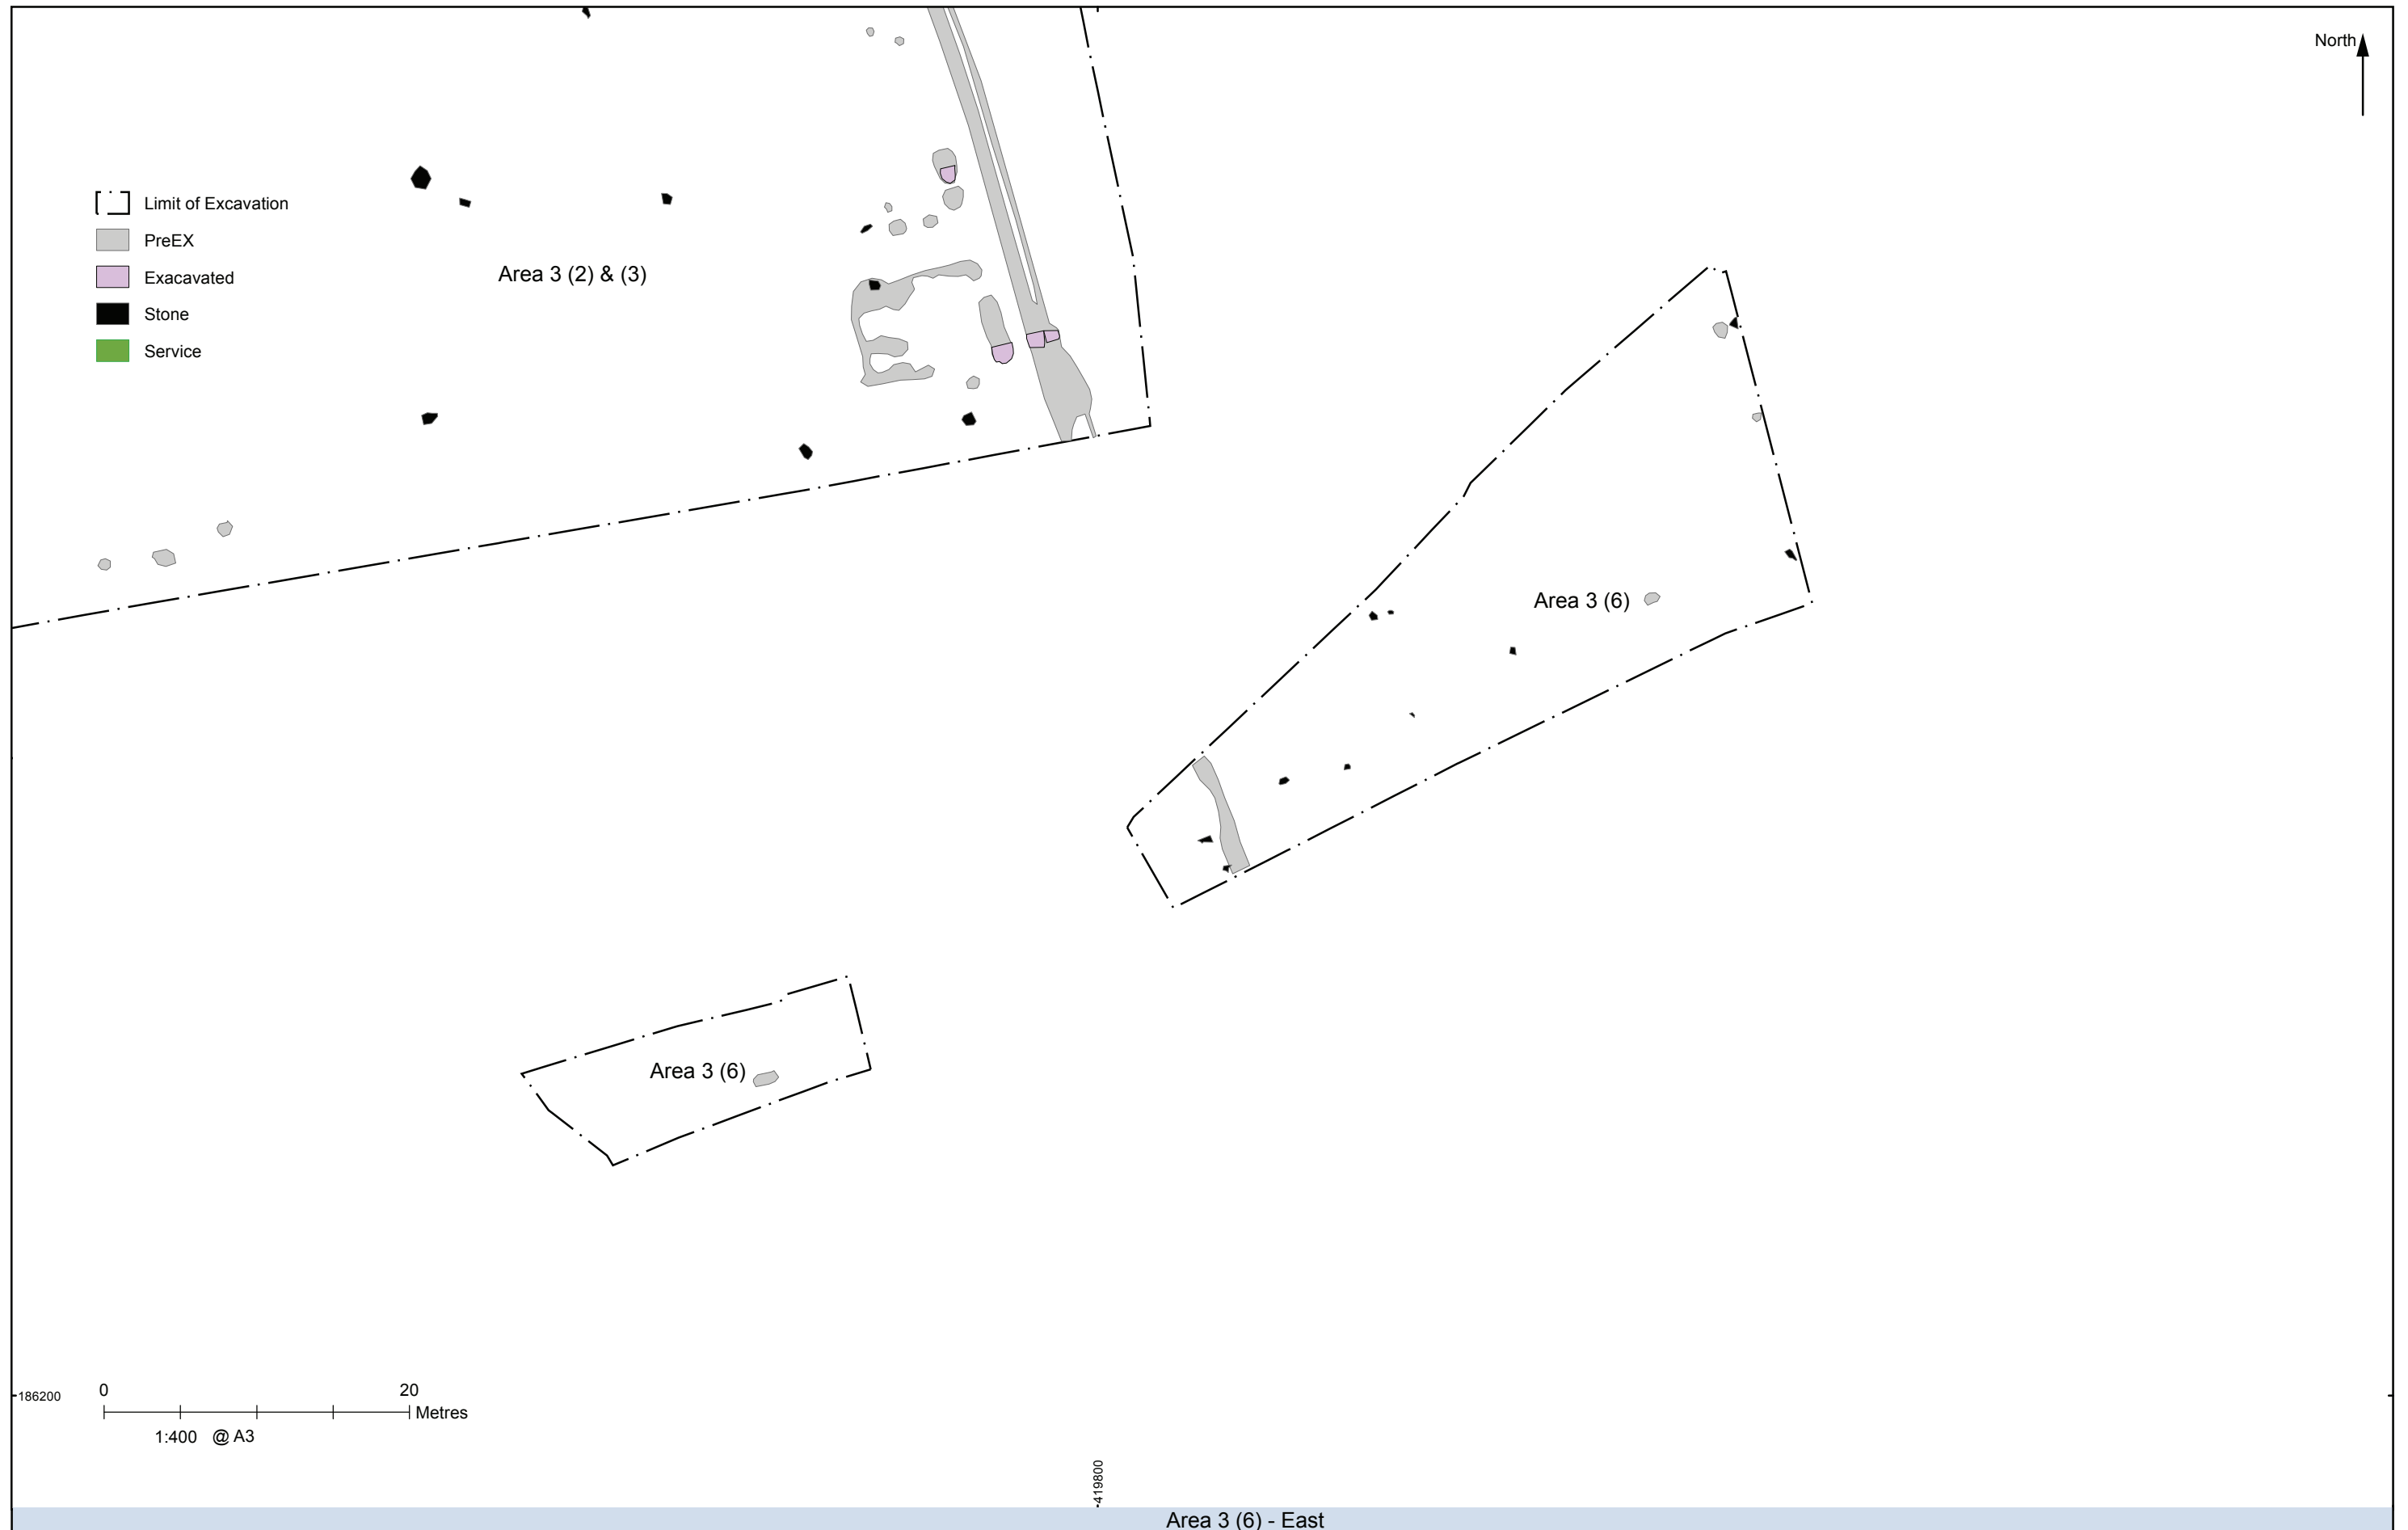 North
Limit of Excavation
PreEX
Exacavated
Stone
Service
Area 3 (2) & (3)
Area 3 (6)
Area 3 (6)
186200
0 20
Metres
1:400 @ A3
419800
Area 3 (6) - East